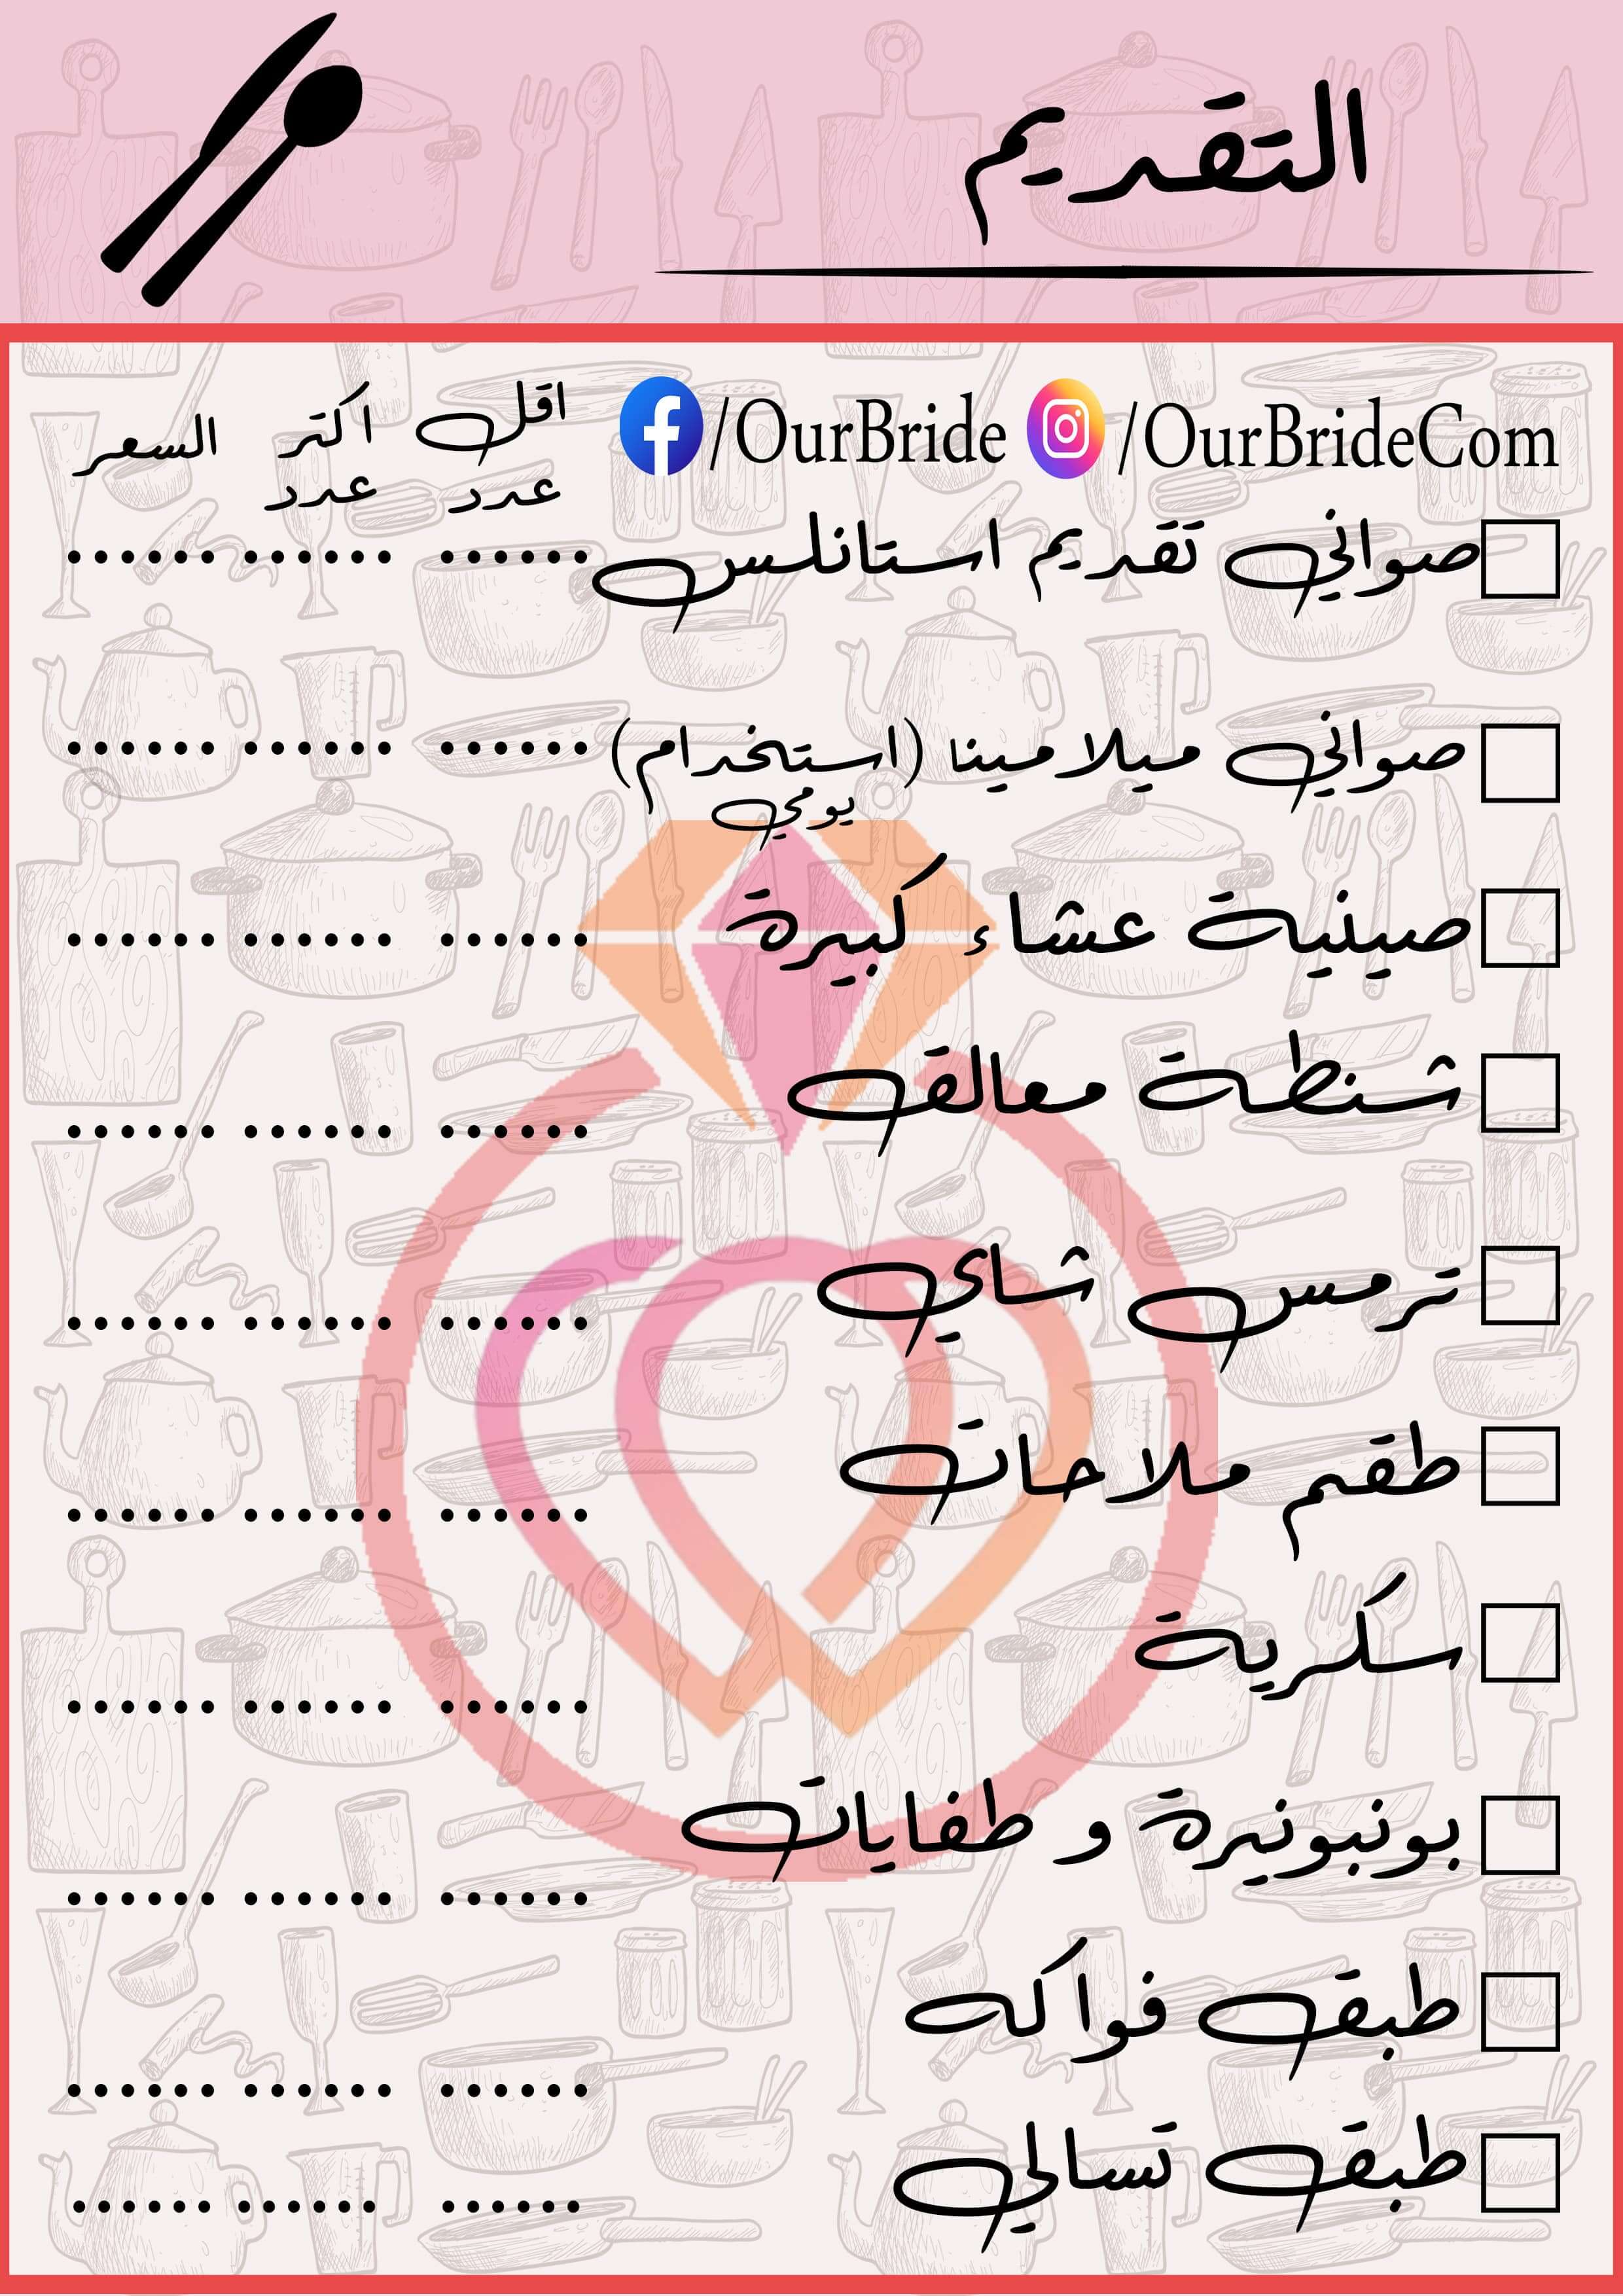 التقديم
/OurBride /OurBrideCom
اقل عدد
اكتر عدد
السعر
صواني تقديم استانلس ...... ...... ......
صواني ميلامينا (استخدام يومي) ...... ...... ......
صينية عشاء كبيرة ...... ...... ......
شنطة معالق ...... ...... ......
ترمس شاي ...... ...... ......
طقم ملاحات ...... ...... ......
سكرية ...... ...... ......
بونبونيرة و طفايات ...... ...... ......
طبق فواكه ...... ...... ......
طبق تسالي ...... ...... ......